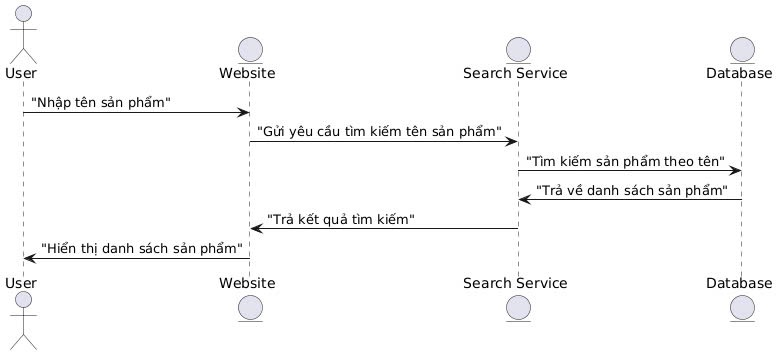 User
Website
Search Service
Database
"Nhập tên sản phẩm"
"Gửi yêu cầu tìm kiếm tên sản phẩm"
"Tìm kiếm sản phẩm theo tên"
"Trả về danh sách sản phẩm"
"Trả kết quả tìm kiếm"
"Hiển thị danh sách sản phẩm"
User
Website
Search Service
Database